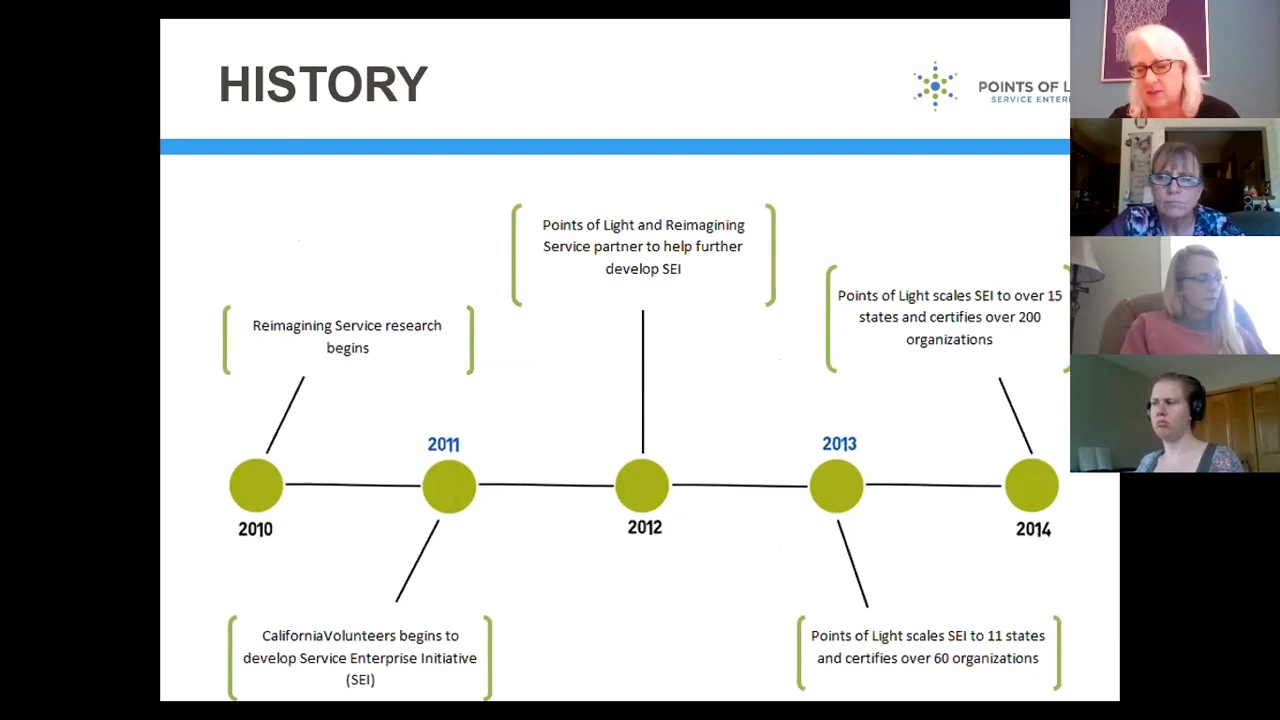 HISTORY
POINTS OF L
SERVICE ENTER
Points of Light and Reimagining
Service partner to help further
develop SEI
Points of Light scales SEI to over 15
states and certifies over 200
organizations
Reimagining Service research
begins
2011
2013
2010
2012
2014
CaliforniaVolunteers begins to
develop Service Enterprise Initiative
(SEI)
Points of Light scales SEI to 11 states
and certifies over 60 organizations